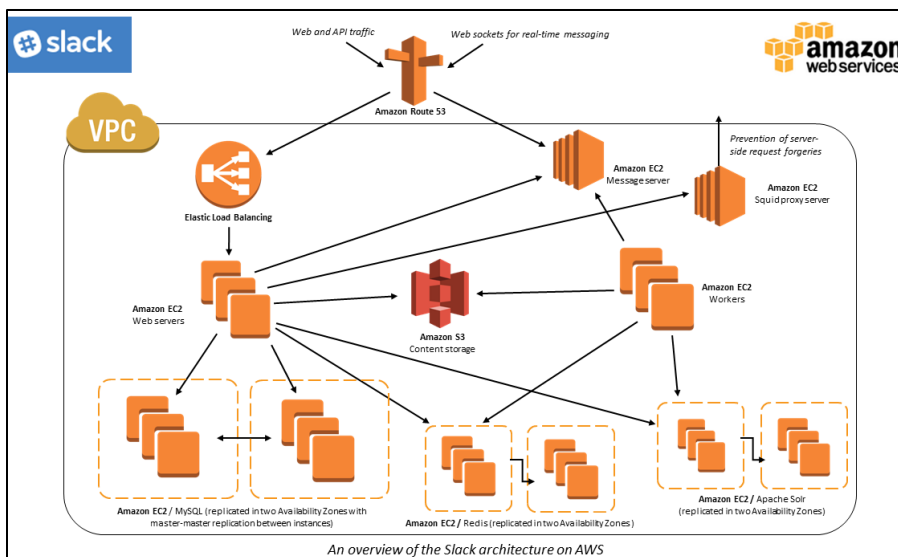 slack
Web and API traffic
Web sockets for real-time messaging
amazon
web services
Amazon Route 53
VPC
Prevention of server-
side request forgeries
Amazon EC2
Message server
Amazon EC2
Squid proxy server
Elastic Load Balancing
Amazon EC2
Web servers
Amazon EC2
Workers
Amazon S3
Content storage
Amazon EC2 / MySQL (replicated in two Availability Zones with
master-master replication between instances)
Amazon EC2 / Redis (replicated in two Availability Zones )
Amazon EC2 / Apache Solr
(replicated in two Availability Zones)
An overview of the Slack architecture on AWS